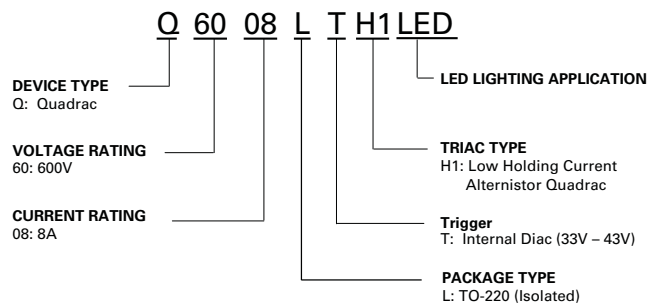 Q 60 08 L T H1 LED
DEVICE TYPE
Q: Quadrac
VOLTAGE RATING
60: 600V
CURRENT RATING
08: 8A
LED LIGHTING APPLICATION
TRIAC TYPE
H1: Low Holding Current
Alternistor Quadrac
Trigger
T: Internal Diac (33V – 43V)
PACKAGE TYPE
L: TO-220 (Isolated)